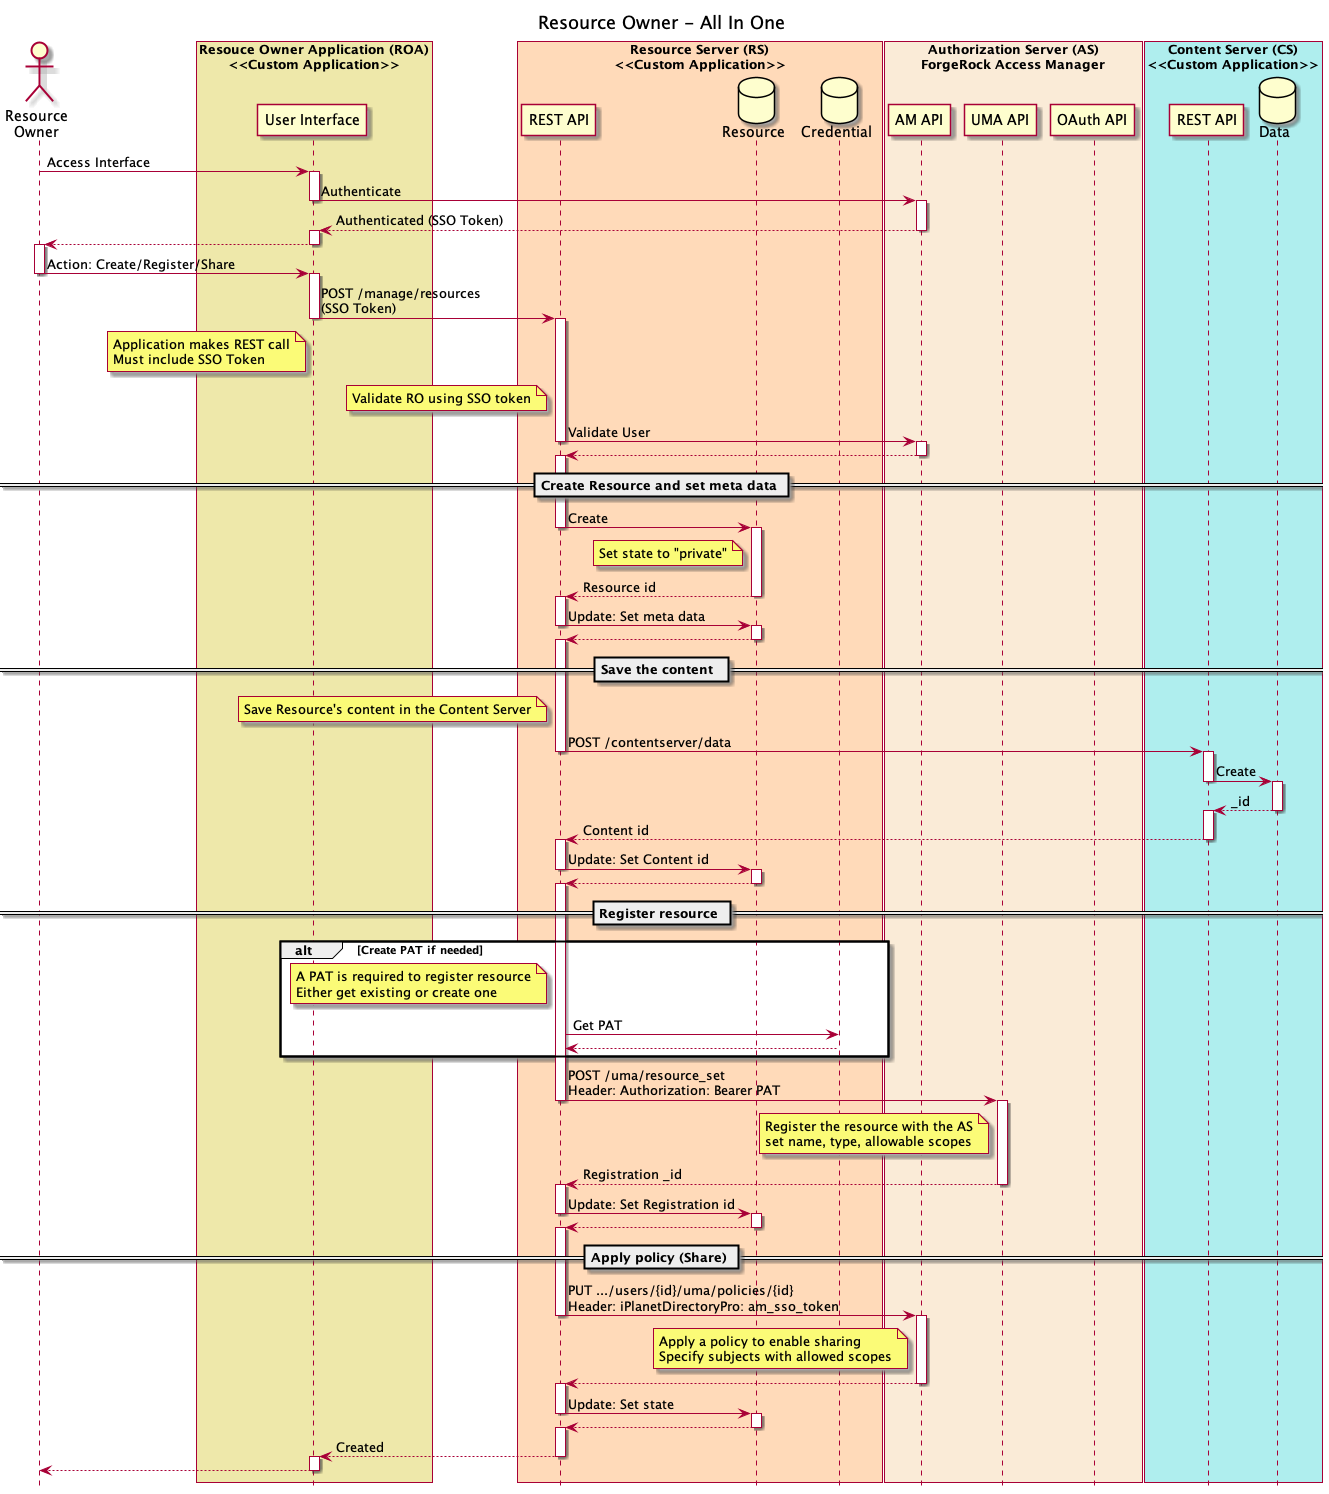 Resource Owner - All In One
Resouce Owner Application (ROA)
<<Custom Application>>
Resource Server (RS)
<<Custom Application>>
Authorization Server (AS)
ForgeRock Access Manager
Content Server (CS)
<<Custom Application>>
Resource
Owner
User Interface
REST API
Resource
Credential
AM API
UMA API
OAuth API
REST API
Data
Access Interface
Authenticate
Authenticated (SSO Token)
Action: Create/Register/Share
POST /manage/resources
(SSO Token)
Application makes REST call
Must include SSO Token
Validate RO using SSO token
Validate User
Create Resource and set meta data
Create
Set state to "private"
Resource id
Update: Set meta data
Save the content
Save Resource's content in the Content Server
POST /contentserver/data
Create
_id
Content id
Update: Set Content id
Register resource
alt [Create PAT if needed]
A PAT is required to register resource
Either get existing or create one
Get PAT
POST /uma/resource_set
Header: Authorization: Bearer PAT
Register the resource with the AS
set name, type, allowable scopes
Registration _id
Update: Set Registration id
Apply policy (Share)
PUT .../users/{id}/uma/policies/{id}
Header: iPlanetDirectoryPro: am_sso_token
Apply a policy to enable sharing
Specify subjects with allowed scopes
Update: Set state
Created